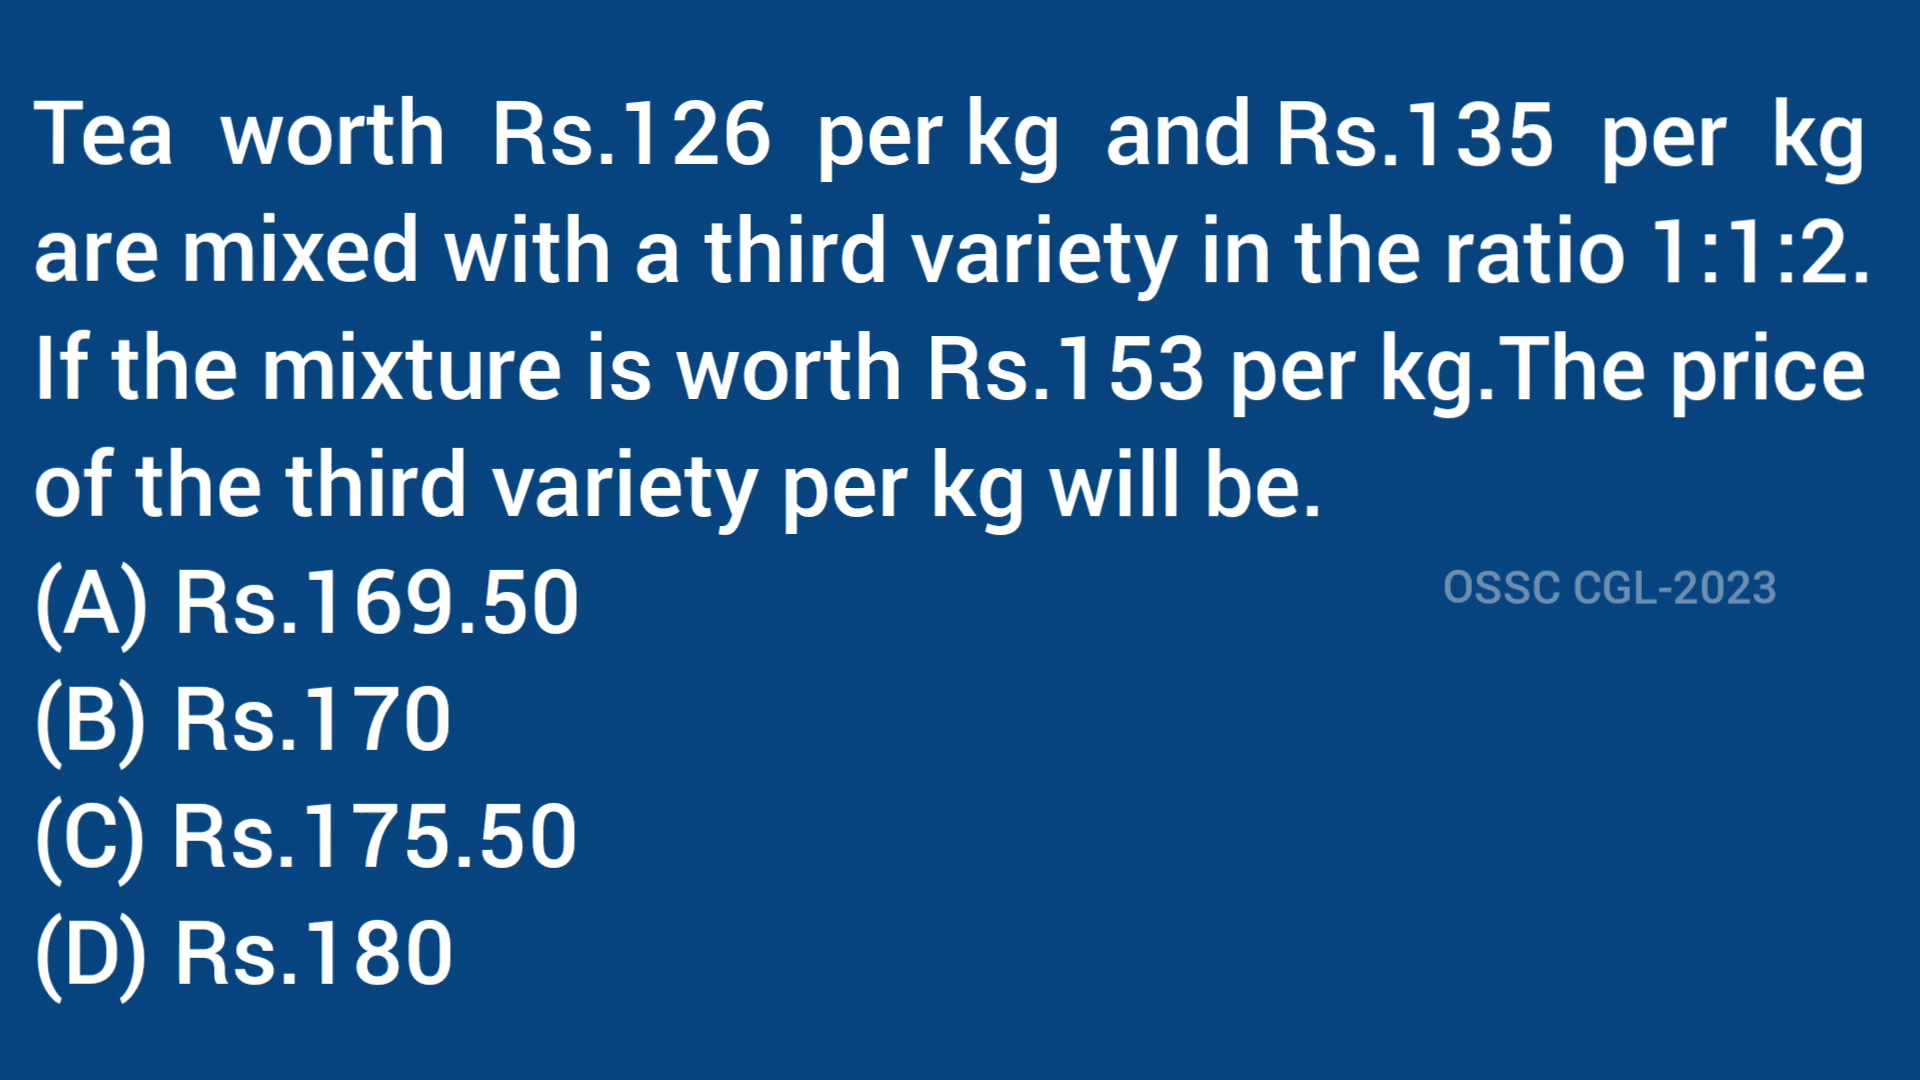 Tea worth Rs.126 per kg and Rs.135 per kg
are mixed with a third variety in the ratio 1:1:2.
If the mixture is worth Rs.153 per kg.The price
of the third variety per kg will be.
(A) Rs.169.50
OSSC CGL-2023
(B) Rs.170
(C) Rs.175.50
(D) Rs.180